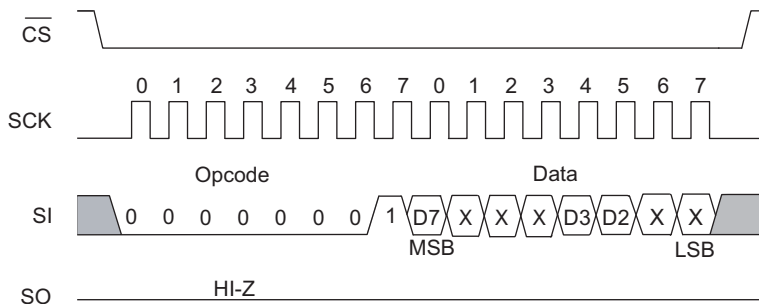 CS
0 1 2 3 4 5 6 7 0 1 2 3 4 5 6 7
SCK
Opcode Data
SI 0 0 0 0 0 0 0 1 D7 X X X D3 D2 X X
MSB LSB
HI-Z
SO